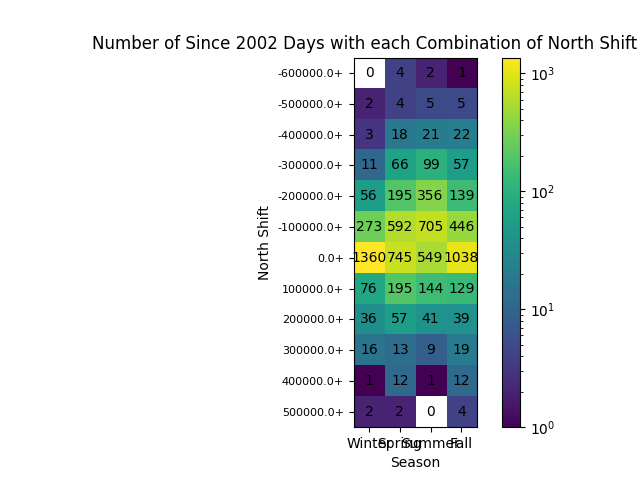 Number of Since 2002 Days with each Combination of North Shift
North Shift
-600000.0+ 0 4 2 1
-500000.0+ 2 4 5 5
-400000.0+ 3 18 21 22
-300000.0+ 11 66 99 57
-200000.0+ 56 195 356 139
-100000.0+ 273 592 705 446
0.0+ 1360 745 549 1038
100000.0+ 76 195 144 129
200000.0+ 36 57 41 39
300000.0+ 16 13 9 19
400000.0+ 1 12 1 12
500000.0+ 2 2 0 4
Winter Spring Summer Fall
Season
10³
10²
10¹
10⁰